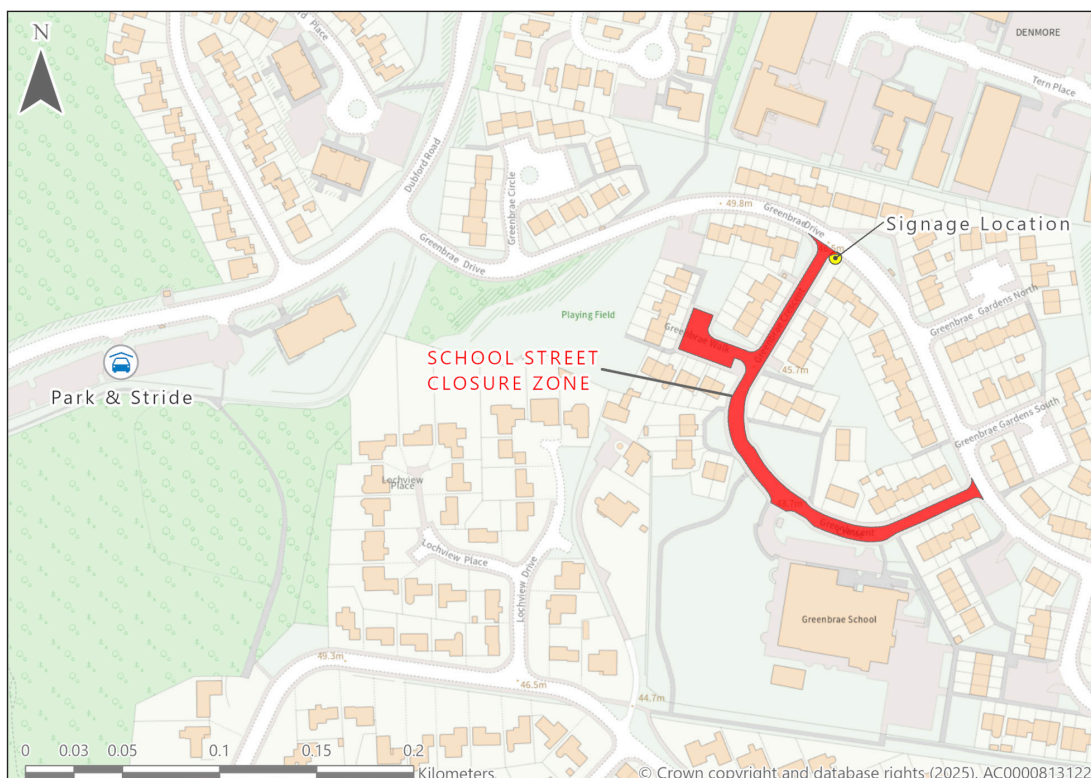 N
DENMORE
Tern Place
Place
Dubford Road
Greenbrae Circle
Greenbrae Drive
49.8m
Greenbrae Drive
Signage Location
Greenbrae Gardens North
Playing Field
Greenbrae Walk
Greenbrae Crescent
SCHOOL STREET
CLOSURE ZONE
45.7m
Park & Stride
Greenbrae Gardens South
Lochview
Place
Lochview Place
Lochview Drive
Greenbrae School
49.3m
46.5m
44.7m
0 0.03 0.05 0.1 0.15 0.2
Kilometers
© Crown copyright and database rights (2025). AC0000813122